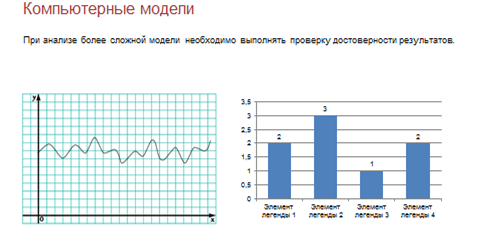 Компьютерные модели
При анализе более сложной модели необходимо выполнять проверку достоверности результатов.
y
0
x
3,5
3
2,5
2
1,5
1
0,5
0
2
3
1
2
Элемент легенды 1
Элемент легенды 2
Элемент легенды 3
Элемент легенды 4